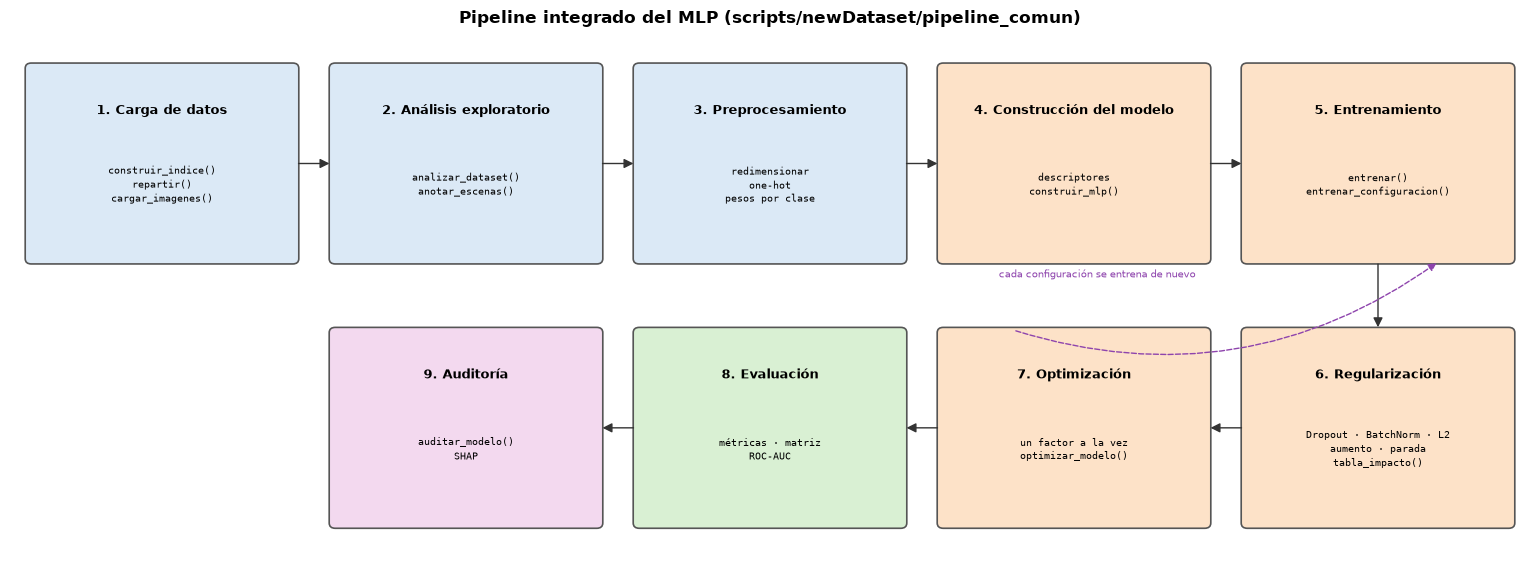 Pipeline integrado del MLP (scripts/newDataset/pipeline_comun)
1. Carga de datos
construir_indice()
repartir()
cargar_imagenes()
2. Análisis exploratorio
analizar_dataset()
anotar_escenas()
3. Preprocesamiento
redimensionar
one-hot
pesos por clase
4. Construcción del modelo
descriptores
construir_mlp()
5. Entrenamiento
entrenar()
entrenar_configuracion()
cada configuración se entrena de nuevo
6. Regularización
Dropout · BatchNorm · L2
aumento · parada
tabla_impacto()
7. Optimización
un factor a la vez
optimizar_modelo()
8. Evaluación
métricas · matriz
ROC-AUC
9. Auditoría
auditar_modelo()
SHAP